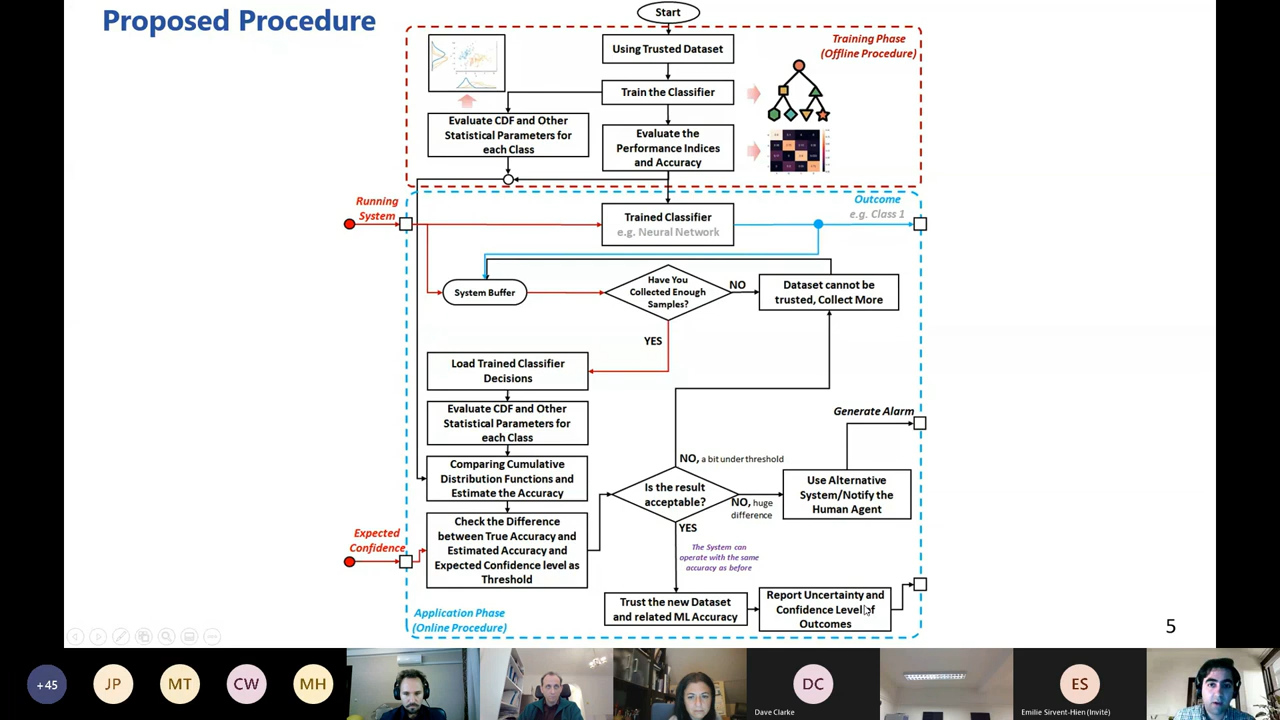 Proposed Procedure
Start
Training Phase
(Offline Procedure)
Using Trusted Dataset
Train the Classifier
Evaluate CDF and Other
Statistical Parameters for
each Class
Evaluate the
Performance Indices
and Accuracy
Running
System
Outcome
e.g. Class 1
Trained Classifier
e.g. Neural Network
System Buffer
Have You
Collected Enough
Samples?
NO
Dataset cannot be
trusted, Collect More
YES
Load Trained Classifier
Decisions
Evaluate CDF and Other
Statistical Parameters for
each Class
Generate Alarm
Comparing Cumulative
Distribution Functions and
Estimate the Accuracy
NO, a bit under threshold
Is the result
acceptable?
NO, huge
difference
Use Alternative
System/Notify the
Human Agent
Expected
Confidence
Check the Difference
between True Accuracy and
Estimated Accuracy and
Expected Confidence level as
Threshold
YES
The System can
operate with the same
accuracy as before
Application Phase
(Online Procedure)
Trust the new Dataset
and related ML Accuracy
Report Uncertainty and
Confidence Level of
Outcomes
5
+45
JP
MT
CW
MH
DC
Dave Clarke
ES
Emilie Sirvent-Hien (Invité)